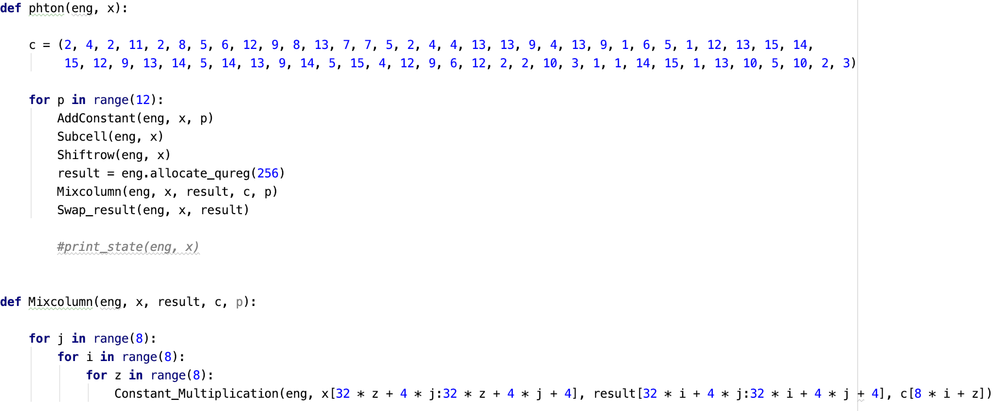 def phton(eng, x):
c = (2, 4, 2, 11, 2, 8, 5, 6, 12, 9, 8, 13, 7, 7, 5, 2, 4, 4, 13, 13, 9, 4, 13, 9, 1, 6, 5, 1, 12, 13, 15, 14,
15, 12, 9, 13, 14, 5, 14, 13, 9, 14, 5, 15, 4, 12, 9, 6, 12, 2, 2, 10, 3, 1, 1, 14, 15, 1, 13, 10, 5, 10, 2, 3)
for p in range(12):
AddConstant(eng, x, p)
Subcell(eng, x)
Shiftrow(eng, x)
result = eng.allocate_qureg(256)
Mixcolumn(eng, x, result, c, p)
Swap_result(eng, x, result)
#print_state(eng, x)
def Mixcolumn(eng, x, result, c, p):
for j in range(8):
for i in range(8):
for z in range(8):
Constant_Multiplication(eng, x[32 * z + 4 * j:32 * z + 4 * j + 4], result[32 * i + 4 * j:32 * i + 4 * j + 4], c[8 * i + z])